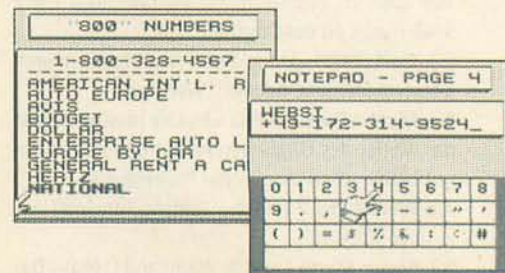 "800" NUMBERS
1-800-328-4567
AMERICAN INT'L. R
AUTO EUROPE
AVIS
BUDGET
DOLLAR
ENTERPRISE AUTO L
EUROPE BY CAR
GENERAL RENT A CA
HERTZ
NATIONAL
NOTEPAD - PAGE 4
WEBSI
+49-172-314-9524_
0 1 2 3 4 5 6 7 8
9 . , ? - + " '
( ) = $ % & : < #